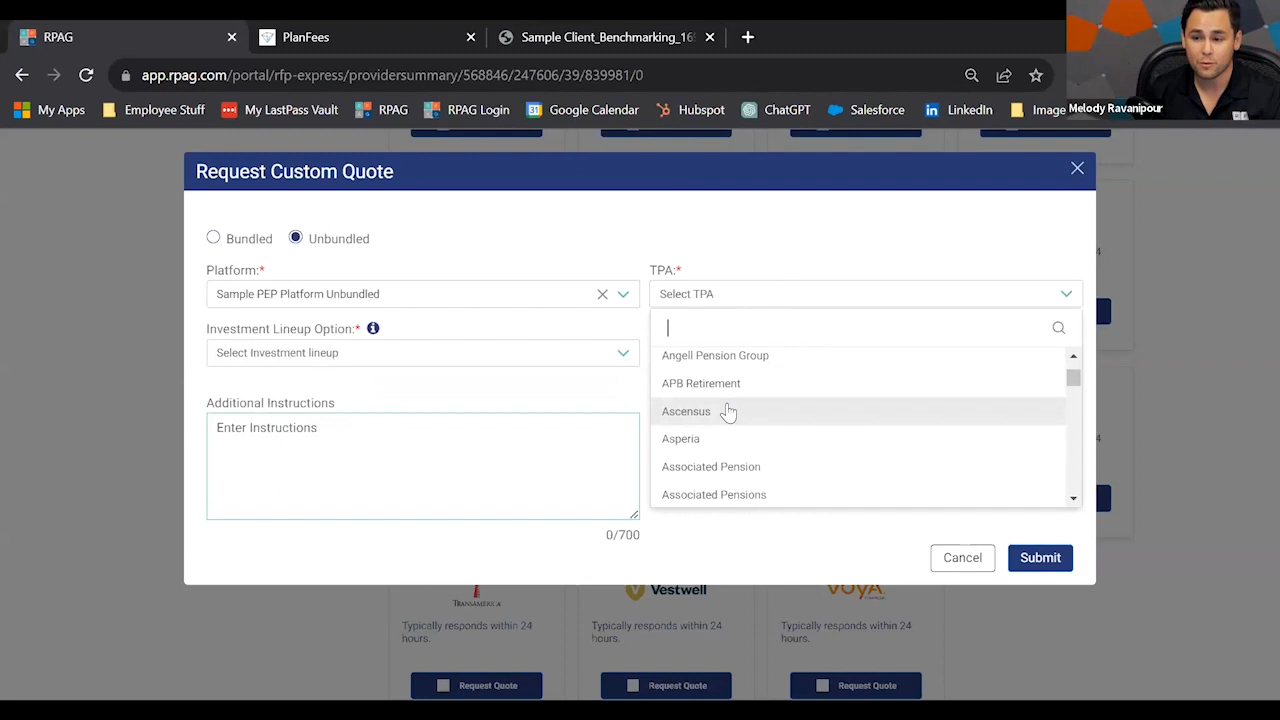 RPAG
PlanFees
Sample Client_Benchmarking_16
app.rpag.com/portal/rfp-express/providersummary/568846/247606/39/839981/0
My Apps
Employee Stuff
My LastPass Vault
RPAG
RPAG Login
Google Calendar
Hubspot
ChatGPT
Salesforce
LinkedIn
Image
Melody Ravanipour
31
Request Custom Quote
Bundled
Unbundled
Platform:*
TPA:*
Sample PEP Platform Unbundled
Select TPA
Investment Lineup Option:*
Select Investment lineup
Angell Pension Group
APB Retirement
Ascensus
Asperia
Associated Pension
Associated Pensions
Additional Instructions
Enter Instructions
0/700
Cancel
Submit
4
4
TRANSAMERICA
Vestwell
VOYA
Typically responds within 24
hours.
Typically responds within 24
hours.
Typically responds within 24
hours.
Request Quote
Request Quote
Request Quote